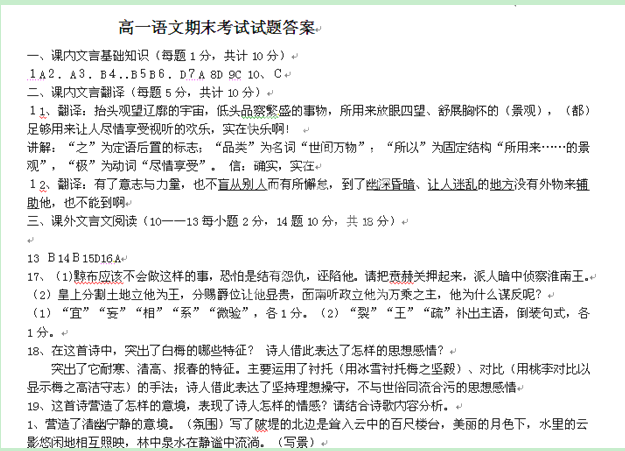 高一语文期末考试试题答案
一、课内文言基础知识（每题1分，共计10分）
1A2．A3．B4．.B5B6．D7A 8D 9C 10、C
二、课内文言翻译（每题5分，共计10分）
11、翻译：抬头观望辽廓的宇宙，低头品察繁盛的事物，所用来放眼四望、舒展胸怀的（景观），（都）
足够用来让人尽情享受视听的欢乐，实在快乐啊！
讲解：“之”为定语后置的标志；“品类”为名词“世间万物”；“所以”为固定结构“所用来……的景
观”，“极”为动词“尽情享受”。 信：确实，实在
12、翻译：有了意志与力量，也不盲从别人而有所懈怠，到了幽深昏暗、让人迷乱的地方没有外物来辅
助他，也不能到啊
三、课外文言文阅读（10——13每小题2分，14题10分，共18分）
13 B14B15D16A
17、（1)黥布应该不会做这样的事，恐怕是结有怨仇，诬陷他。请把贲赫关押起来，派人暗中侦察淮南王。
（2）皇上分割土地立他为王，分赐爵位让他显贵，面南听政立他为万乘之主，他为什么谋反呢？
（1）“宜”“妄”“相”“系”“微验”，各1分。（2）“裂”“王”“疏”补出主语，倒装句式，各
1分。
18、在这首诗中，突出了白梅的哪些特征？ 诗人借此表达了怎样的思想感情？
突出了它耐寒、清高、报春的特征。主要运用了衬托（用冰雪衬托梅之坚毅）、对比（用桃李对比以
显示梅之高洁守志）的手法；诗人借此表达了坚持理想操守，不与世俗同流合污的思想感情
19、这首诗营造了怎样的意境，表现了诗人怎样的情感？请结合诗歌内容分析。
1、营造了清幽宁静的意境。（氛围）写了陂堤的北边是耸入云中的百尺楼台，美丽的月色下，水里的云
影悠闲地相互照映，林中泉水在静谧中流淌。（写景）